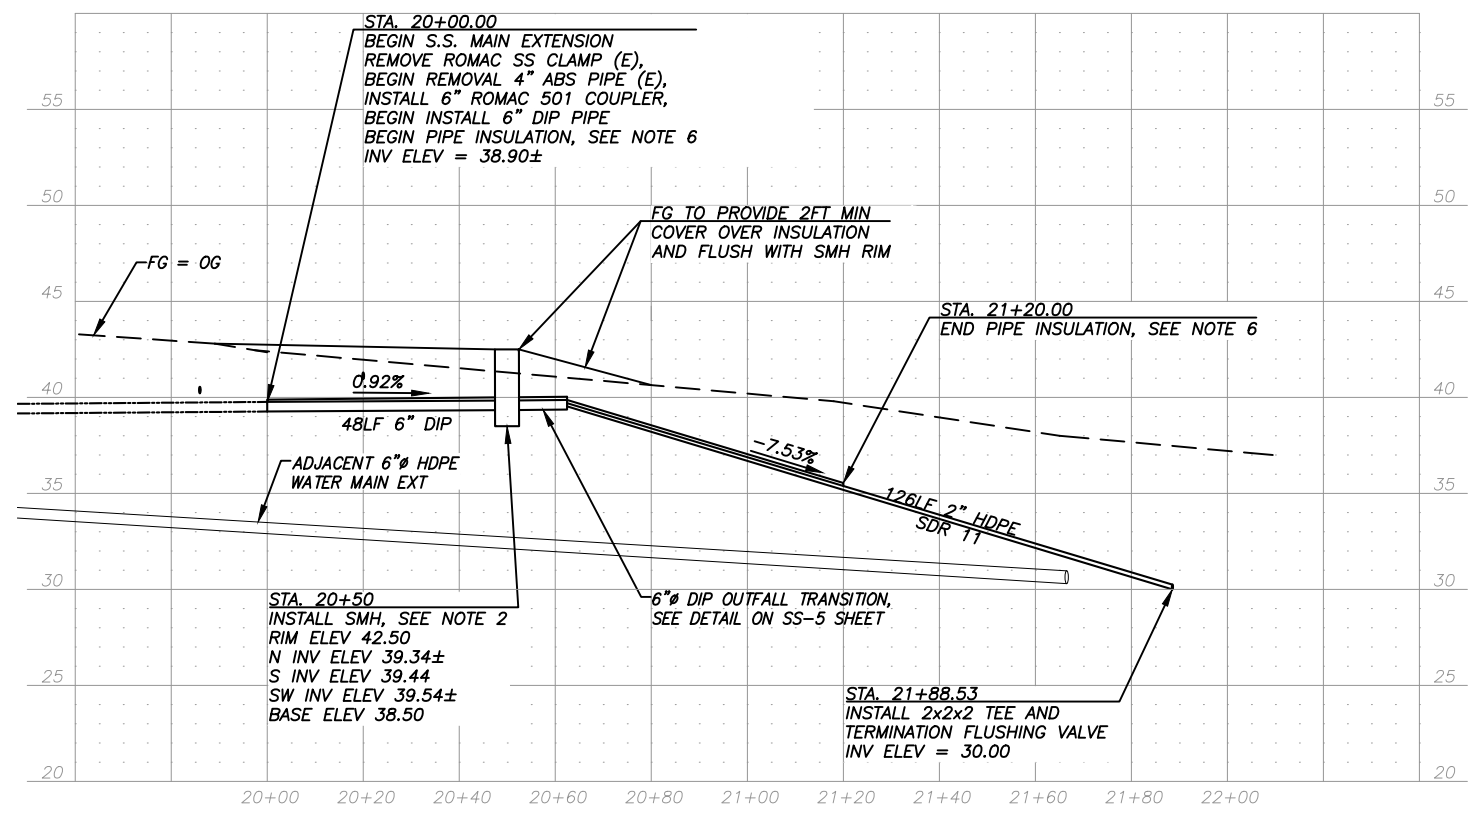 STA. 20+00.00
BEGIN S.S. MAIN EXTENSION
REMOVE ROMAC SS CLAMP (E),
BEGIN REMOVAL 4" ABS PIPE (E),
INSTALL 6" ROMAC 501 COUPLER,
BEGIN INSTALL 6" DIP PIPE
BEGIN PIPE INSULATION, SEE NOTE 6
INV ELEV = 38.90±
55
55
50
50
FG TO PROVIDE 2FT MIN
COVER OVER INSULATION
AND FLUSH WITH SMH RIM
FG = OG
45
45
STA. 21+20.00
END PIPE INSULATION, SEE NOTE 6
40
40
0.92%
48LF 6" DIP
-7.53%
ADJACENT 6"ø HDPE
WATER MAIN EXT
35
35
126LF 2" HDPE
SDR 11
30
30
STA. 20+50
INSTALL SMH, SEE NOTE 2
RIM ELEV 42.50
N INV ELEV 39.34±
S INV ELEV 39.44
SW INV ELEV 39.54±
BASE ELEV 38.50
6"ø DIP OUTFALL TRANSITION,
SEE DETAIL ON SS-5 SHEET
25
25
STA. 21+88.53
INSTALL 2x2x2 TEE AND
TERMINATION FLUSHING VALVE
INV ELEV = 30.00
20
20
20+00 20+20 20+40 20+60 20+80 21+00 21+20 21+40 21+60 21+80 22+00